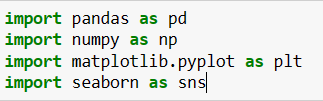 import pandas as pd
import numpy as np
import matplotlib.pyplot as plt
import seaborn as sns